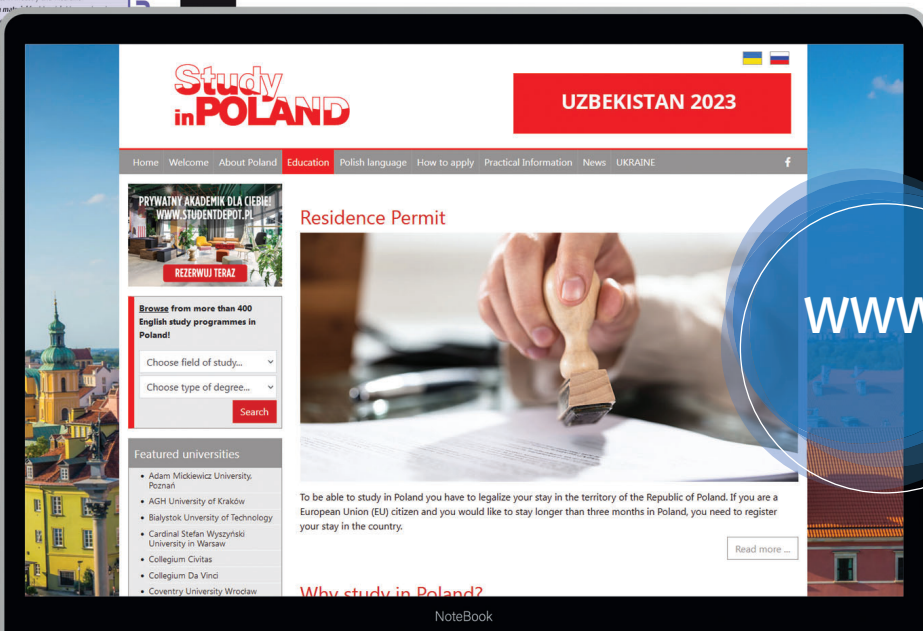 Study
in POLAND
UZBEKISTAN 2023
Home Welcome About Poland Education Polish language How to apply Practical Information News UKRAINE f
PRYWATNY AKADEMIK DLA CIEBIE!
WWW.STUDENTDEPOT.PL
REZERWUJ TERAZ
Residence Permit
Browse from more than 400
English study programmes in
Poland!
Choose field of study...
Choose type of degree...
Search
WWW
Featured universities
• Adam Mickiewicz University,
Poznań
• AGH University of Kraków
• Bialystok Unversity of Technology
• Cardinal Stefan Wyszyński
University in Warsaw
• Collegium Civitas
• Collegium Da Vinci
• Coventry University Wrocław
To be able to study in Poland you have to legalize your stay in the territory of the Republic of Poland. If you are a
European Union (EU) citizen and you would like to stay longer than three months in Poland, you need to register
your stay in the country.
Read more ...
Why study in Poland?
NoteBook